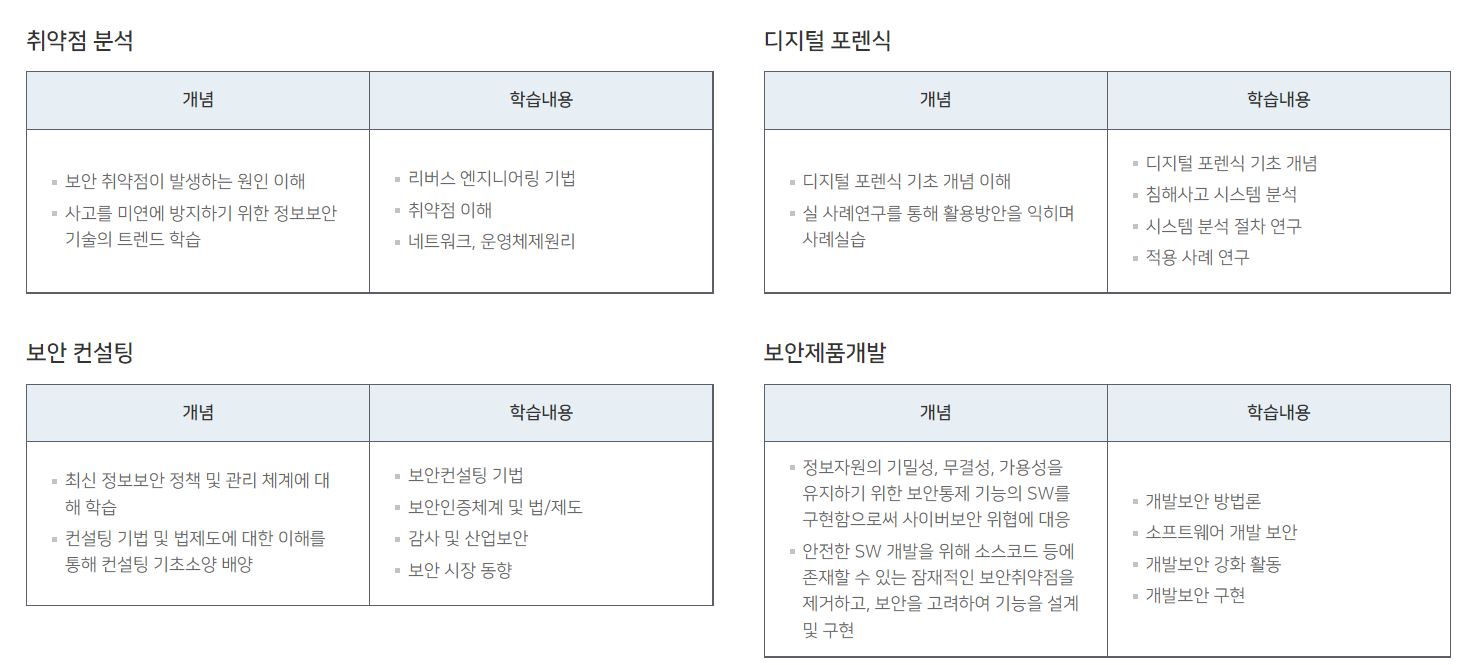 취약점 분석
개념
학습내용
보안 취약점이 발생하는 원인 이해
사고를 미연에 방지하기 위한 정보보안
기술의 트렌드 학습
리버스 엔지니어링 기법
취약점 이해
네트워크, 운영체제원리
디지털 포렌식
개념
학습내용
디지털 포렌식 기초 개념 이해
실 사례연구를 통해 활용방안을 익히며
사례실습
디지털 포렌식 기초 개념
침해사고 시스템 분석
시스템 분석 절차 연구
적용 사례 연구
보안 컨설팅
개념
학습내용
최신 정보보안 정책 및 관리 체계에 대
해 학습
컨설팅 기법 및 법제도에 대한 이해를
통해 컨설팅 기초소양 배양
보안컨설팅 기법
보안인증체계 및 법/제도
감사 및 산업보안
보안 시장 동향
보안제품개발
개념
학습내용
정보자원의 기밀성, 무결성, 가용성을
유지하기 위한 보안통제 기능의 SW를
구현함으로써 사이버보안 위협에 대응
안전한 SW 개발을 위해 소스코드 등에
존재할 수 있는 잠재적인 보안취약점을
제거하고, 보안을 고려하여 기능을 설계
및 구현
개발보안 방법론
소프트웨어 개발 보안
개발보안 강화 활동
개발보안 구현